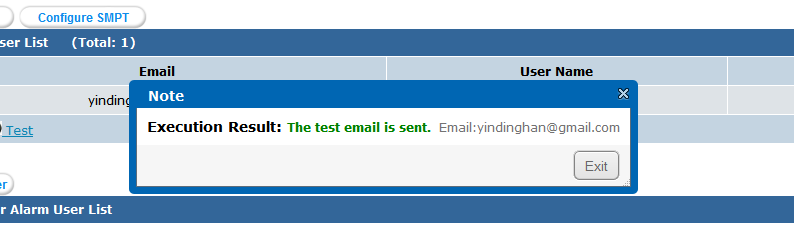 Configure SMPT
ser List (Total: 1)
Email User Name
yinding
Note
Execution Result: The test email is sent. Email:yindinghan@gmail.com
Test
Exit
er
r Alarm User List